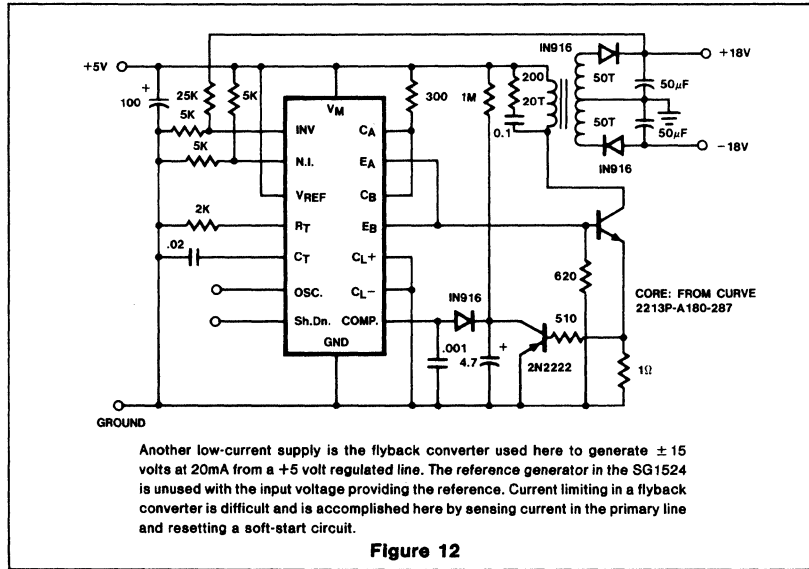 IN916
+18V
+5V
+
100
25K
5K
5K
5K
200
20T
0.1
50T
50T
50µF
50µF
-18V
IN916
300
1M
VM
INV
N.I.
VREF
RT
CT
OSC.
Sh.Dn.
GND
CA
EA
CB
EB
CL+
CL-
COMP.
2K
.02
IN916
.001
4.7
+
2N2222
510
620
1Ω
CORE: FROM CURVE
2213P-A180-287
GROUND
Another low-current supply is the flyback converter used here to generate ± 15
volts at 20mA from a +5 volt regulated line. The reference generator in the SG1524
is unused with the input voltage providing the reference. Current limiting in a flyback
converter is difficult and is accomplished here by sensing current in the primary line
and resetting a soft-start circuit.
Figure 12